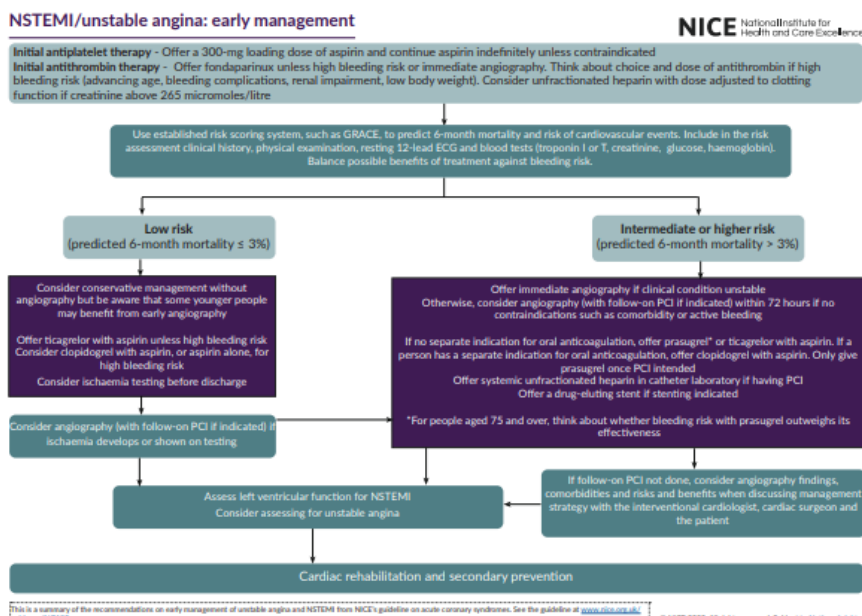 NSTEMI/unstable angina: early management
NICE National Institute for
Health and Care Excellence
Initial antiplatelet therapy - Offer a 300-mg loading dose of aspirin and continue aspirin indefinitely unless contraindicated
Initial antithrombin therapy - Offer fondaparinux unless high bleeding risk or immediate angiography. Think about choice and dose of antithrombin if high
bleeding risk (advancing age, bleeding complications, renal impairment, low body weight). Consider unfractionated heparin with dose adjusted to clotting
function if creatinine above 265 micromoles/litre
Use established risk scoring system, such as GRACE, to predict 6-month mortality and risk of cardiovascular events. Include in the risk
assessment clinical history, physical examination, resting 12-lead ECG and blood tests (troponin I or T, creatinine, glucose, haemoglobin).
Balance possible benefits of treatment against bleeding risk.
Low risk
(predicted 6-month mortality ≤ 3%)
Intermediate or higher risk
(predicted 6-month mortality > 3%)
Consider conservative management without
angiography but be aware that some younger people
may benefit from early angiography
Offer ticagrelor with aspirin unless high bleeding risk
Consider clopidogrel with aspirin, or aspirin alone, for
high bleeding risk
Consider ischaemia testing before discharge
Offer immediate angiography if clinical condition unstable
Otherwise, consider angiography (with follow-on PCI if indicated) within 72 hours if no
contraindications such as comorbidity or active bleeding
If no separate indication for oral anticoagulation, offer prasugrel* or ticagrelor with aspirin. If a
person has a separate indication for oral anticoagulation, offer clopidogrel with aspirin. Only give
prasugrel once PCI intended
Offer systemic unfractionated heparin in catheter laboratory if having PCI
Offer a drug-eluting stent if stenting indicated
*For people aged 75 and over, think about whether bleeding risk with prasugrel outweighs its
effectiveness
Consider angiography (with follow-on PCI if indicated) if
ischaemia develops or shown on testing
If follow-on PCI not done, consider angiography findings,
comorbidities and risks and benefits when discussing management
strategy with the interventional cardiologist, cardiac surgeon and
the patient
Assess left ventricular function for NSTEMI
Consider assessing for unstable angina
Cardiac rehabilitation and secondary prevention
This is a summary of the recommendations on early management of unstable angina and NSTEMI from NICE's guideline on acute coronary syndromes. See the guideline at www.nice.org.uk/